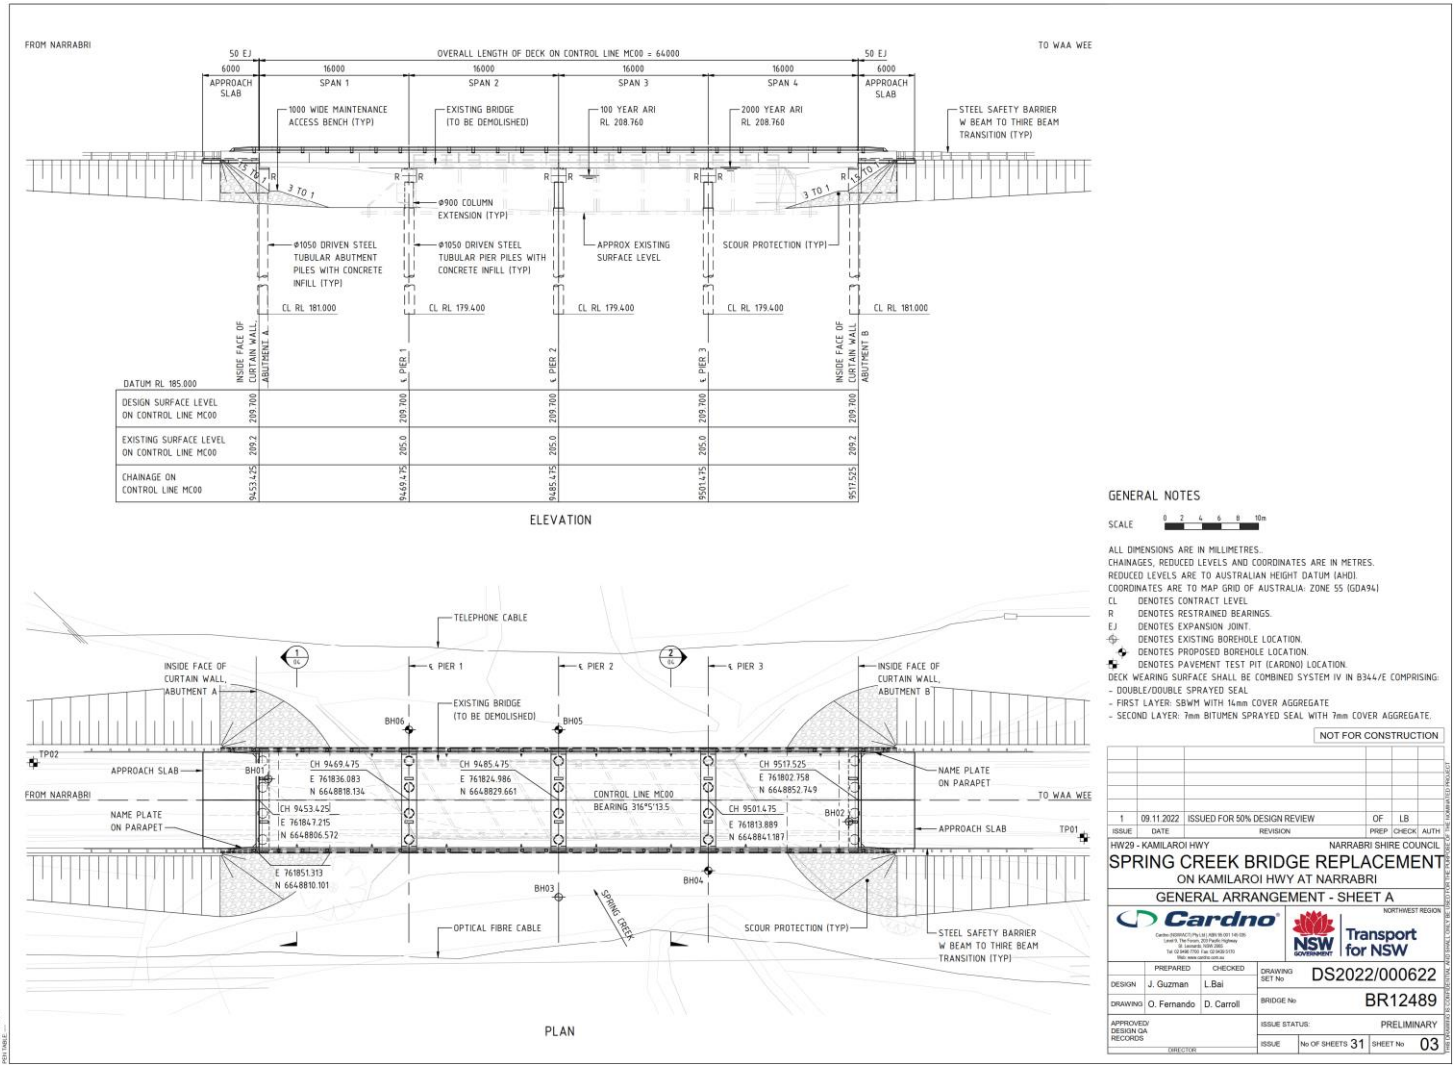 FROM NARRABRI
TO WAA WEE
50 EJ
OVERALL LENGTH OF DECK ON CONTROL LINE MC00 = 64000
50 EJ
6000
16000
16000
16000
16000
6000
APPROACH
SLAB
SPAN 1
SPAN 2
SPAN 3
SPAN 4
APPROACH
SLAB
1000 WIDE MAINTENANCE
ACCESS BENCH (TYP)
EXISTING BRIDGE
(TO BE DEMOLISHED)
100 YEAR ARI
RL 208.760
2000 YEAR ARI
RL 208.760
STEEL SAFETY BARRIER
W BEAM TO THRIE BEAM
TRANSITION (TYP)
1.5 TO 1
3 TO 1
R
R
R
R
R
R
R
R
3 TO 1
1.5 TO 1
Ø900 COLUMN
EXTENSION (TYP)
Ø1050 DRIVEN STEEL
TUBULAR ABUTMENT
PILES WITH CONCRETE
INFILL (TYP)
Ø1050 DRIVEN STEEL
TUBULAR PIER PILES WITH
CONCRETE INFILL (TYP)
APPROX EXISTING
SURFACE LEVEL
SCOUR PROTECTION (TYP)
CL RL 181.000
CL RL 179.400
CL RL 179.400
CL RL 179.400
CL RL 181.000
INSIDE FACE OF
CURTAIN WALL,
ABUTMENT A
℄ PIER 1
℄ PIER 2
℄ PIER 3
INSIDE FACE OF
CURTAIN WALL
ABUTMENT B
DATUM RL 185.000
DESIGN SURFACE LEVEL
ON CONTROL LINE MC00
209.700
209.700
209.700
209.700
209.700
EXISTING SURFACE LEVEL
ON CONTROL LINE MC00
209.2
205.0
205.0
205.0
209.2
CHAINAGE ON
CONTROL LINE MC00
9453.425
9469.475
9485.475
9501.475
9517.525
ELEVATION
GENERAL NOTES
SCALE
0 2 4 6 8 10m
ALL DIMENSIONS ARE IN MILLIMETRES..
CHAINAGES, REDUCED LEVELS AND COORDINATES ARE IN METRES.
REDUCED LEVELS ARE TO AUSTRALIAN HEIGHT DATUM (AHD).
COORDINATES ARE TO MAP GRID OF AUSTRALIA: ZONE 55 (GDA94)
CL DENOTES CONTRACT LEVEL
R DENOTES RESTRAINED BEARINGS.
EJ DENOTES EXPANSION JOINT.
DENOTES EXISTING BOREHOLE LOCATION.
DENOTES PROPOSED BOREHOLE LOCATION.
DENOTES PAVEMENT TEST PIT (CARDNO) LOCATION.
DECK WEARING SURFACE SHALL BE COMBINED SYSTEM IV IN B344/E COMPRISING:
- DOUBLE/DOUBLE SPRAYED SEAL
- FIRST LAYER: SBWM WITH 14mm COVER AGGREGATE
- SECOND LAYER: 7mm BITUMEN SPRAYED SEAL WITH 7mm COVER AGGREGATE.
TELEPHONE CABLE
INSIDE FACE OF
CURTAIN WALL,
ABUTMENT A
1
04
℄ PIER 1
℄ PIER 2
2
04
℄ PIER 3
INSIDE FACE OF
CURTAIN WALL,
ABUTMENT B
EXISTING BRIDGE
(TO BE DEMOLISHED)
BH06
BH05
TP02
APPROACH SLAB
BH01
CH 9469.475
E 761836.083
N 6648818.134
CH 9485.475
E 761824.986
N 6648829.661
CH 9517.525
E 761802.758
N 6648852.749
NAME PLATE
ON PARAPET
FROM NARRABRI
CONTROL LINE MC00
BEARING 316°5'13.5
TO WAA WEE
NAME PLATE
ON PARAPET
CH 9453.425
E 761847.215
N 6648806.572
CH 9501.475
E 761813.889
N 6648841.187
BH02
APPROACH SLAB
TP01
E 761851.313
N 6648810.101
BH03
BH04
SPRING CREEK
OPTICAL FIBRE CABLE
SCOUR PROTECTION (TYP)
STEEL SAFETY BARRIER
W BEAM TO THRIE BEAM
TRANSITION (TYP)
PLAN
NOT FOR CONSTRUCTION
1 09.11.2022 ISSUED FOR 50% DESIGN REVIEW OF LB
ISSUE DATE REVISION PREP CHECK AUTH
HW29 - KAMILAROI HWY NARRABRI SHIRE COUNCIL
SPRING CREEK BRIDGE REPLACEMENT
ON KAMILAROI HWY AT NARRABRI
GENERAL ARRANGEMENT - SHEET A
NORTHWEST REGION
Cardno
NSW
GOVERNMENT
Transport
for NSW
PREPARED CHECKED
DESIGN J. Guzman L.Bai
DRAWING O. Fernando D. Carroll
DRAWING
SET No
DS2022/000622
BRIDGE No BR12489
APPROVED/
DESIGN QA
RECORDS
DIRECTOR
ISSUE STATUS: PRELIMINARY
ISSUE No OF SHEETS 31 SHEET No 03
PEN TABLE: ---